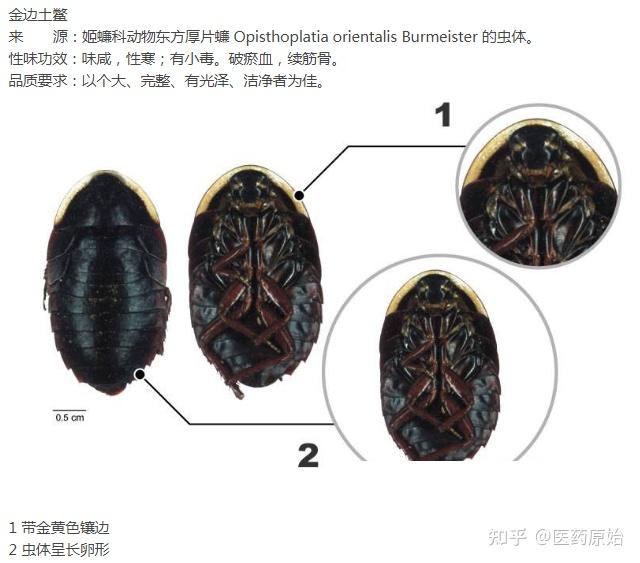 金边土鳖
来　　源：姬蠊科动物东方厚片蠊 Opisthoplatia orientalis Burmeister 的虫体。
性味功效：味咸，性寒；有小毒。破瘀血，续筋骨。
品质要求：以个大、完整、有光泽、洁净者为佳。
1
0.5 cm
2
1 带金黄色镶边
2 虫体呈长卵形
知乎 @医药原始